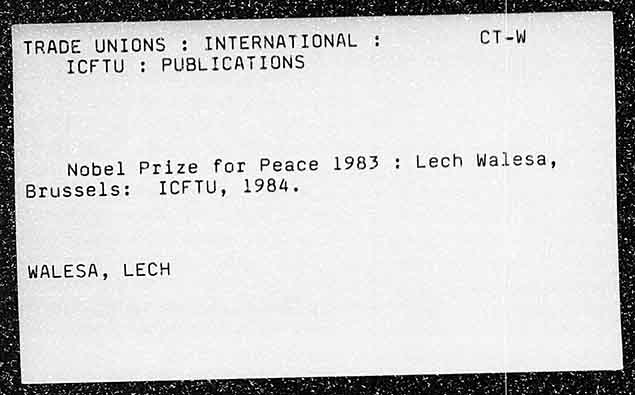 TRADE UNIONS : INTERNATIONAL : CT-W
ICFTU : PUBLICATIONS
Nobel Prize for Peace 1983 : Lech Walesa,
Brussels: ICFTU, 1984.
WALESA, LECH